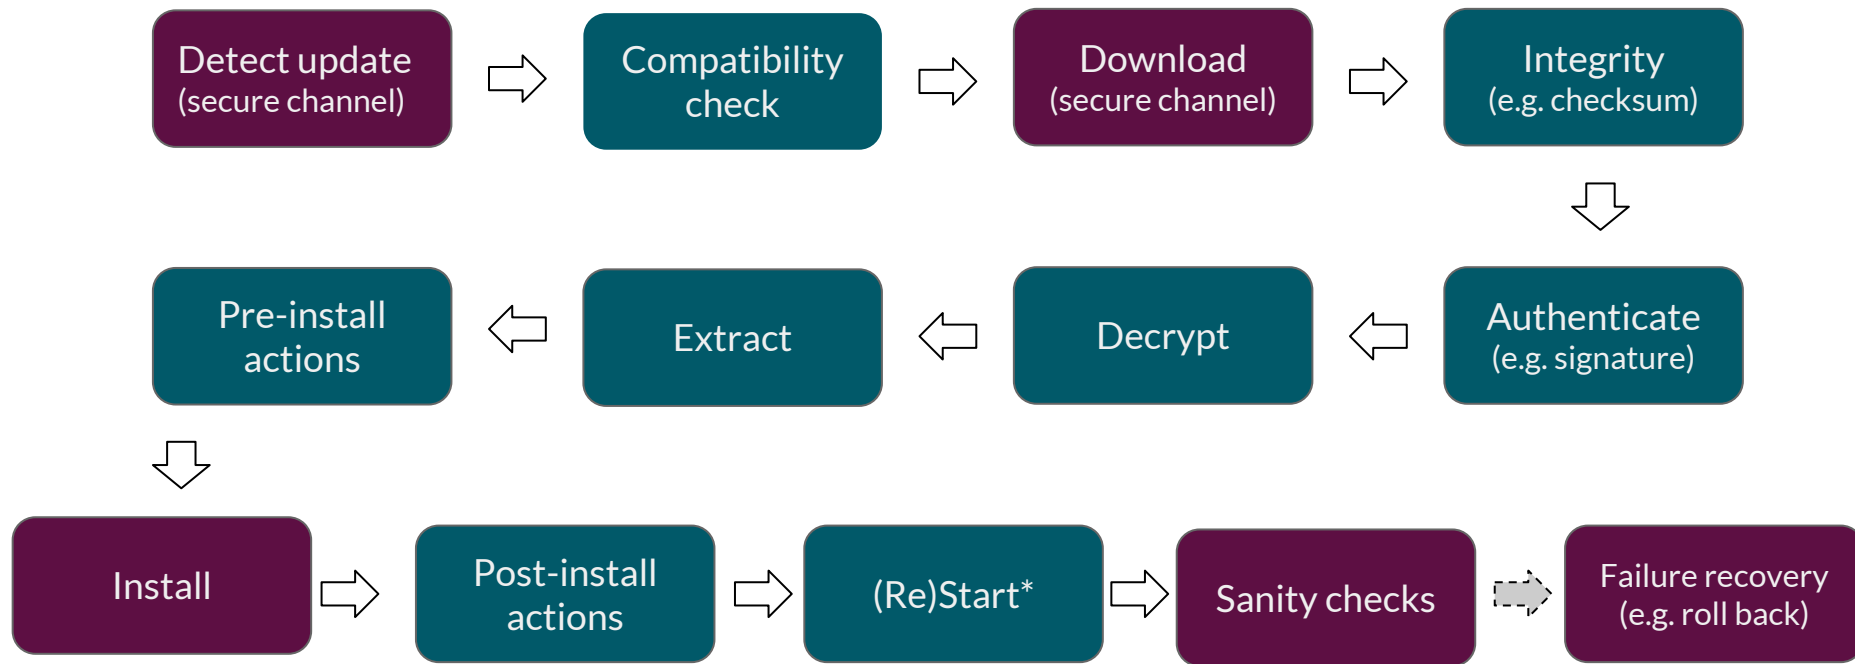 Detect update
(secure channel)
Compatibility
check
Download
(secure channel)
Integrity
(e.g. checksum)
Authenticate
(e.g. signature)
Decrypt
Extract
Pre-install
actions
Install
Post-install
actions
(Re)Start*
Sanity checks
Failure recovery
(e.g. roll back)